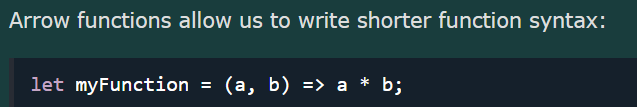 Arrow functions allow us to write shorter function syntax:
let myFunction = (a, b) => a * b;